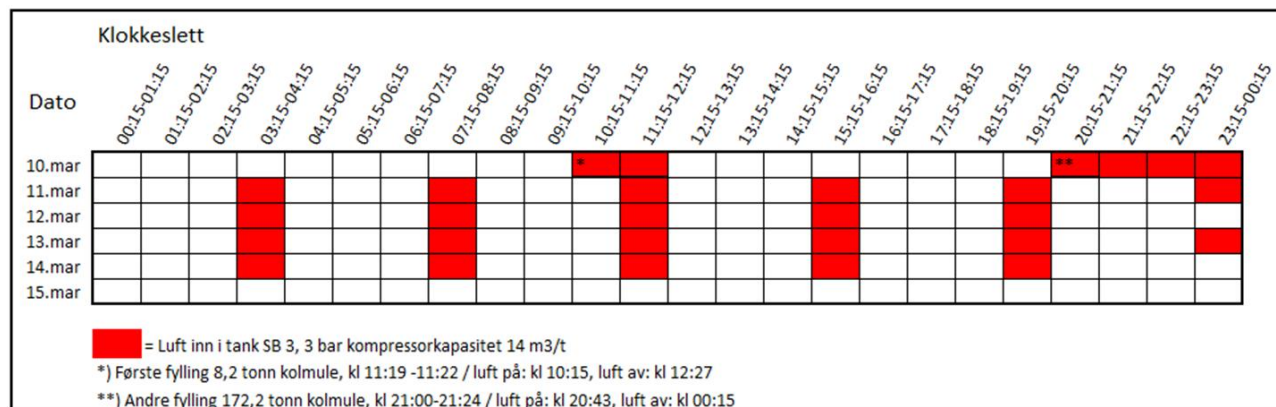 Klokkeslett
Dato
00:15-01:15
01:15-02:15
02:15-03:15
03:15-04:15
04:15-05:15
05:15-06:15
06:15-07:15
07:15-08:15
08:15-09:15
09:15-10:15
10:15-11:15
11:15-12:15
12:15-13:15
13:15-14:15
14:15-15:15
15:15-16:15
16:15-17:15
17:15-18:15
18:15-19:15
19:15-20:15
20:15-21:15
21:15-22:15
22:15-23:15
23:15-00:15
10.mar * **
11.mar
12.mar
13.mar
14.mar
15.mar
= Luft inn i tank SB 3, 3 bar kompressorkapasitet 14 m3/t
*) Første fylling 8,2 tonn kolmule, kl 11:19 -11:22 / luft på: kl 10:15, luft av: kl 12:27
**) Andre fylling 172,2 tonn kolmule, kl 21:00-21:24 / luft på: kl 20:43, luft av: kl 00:15